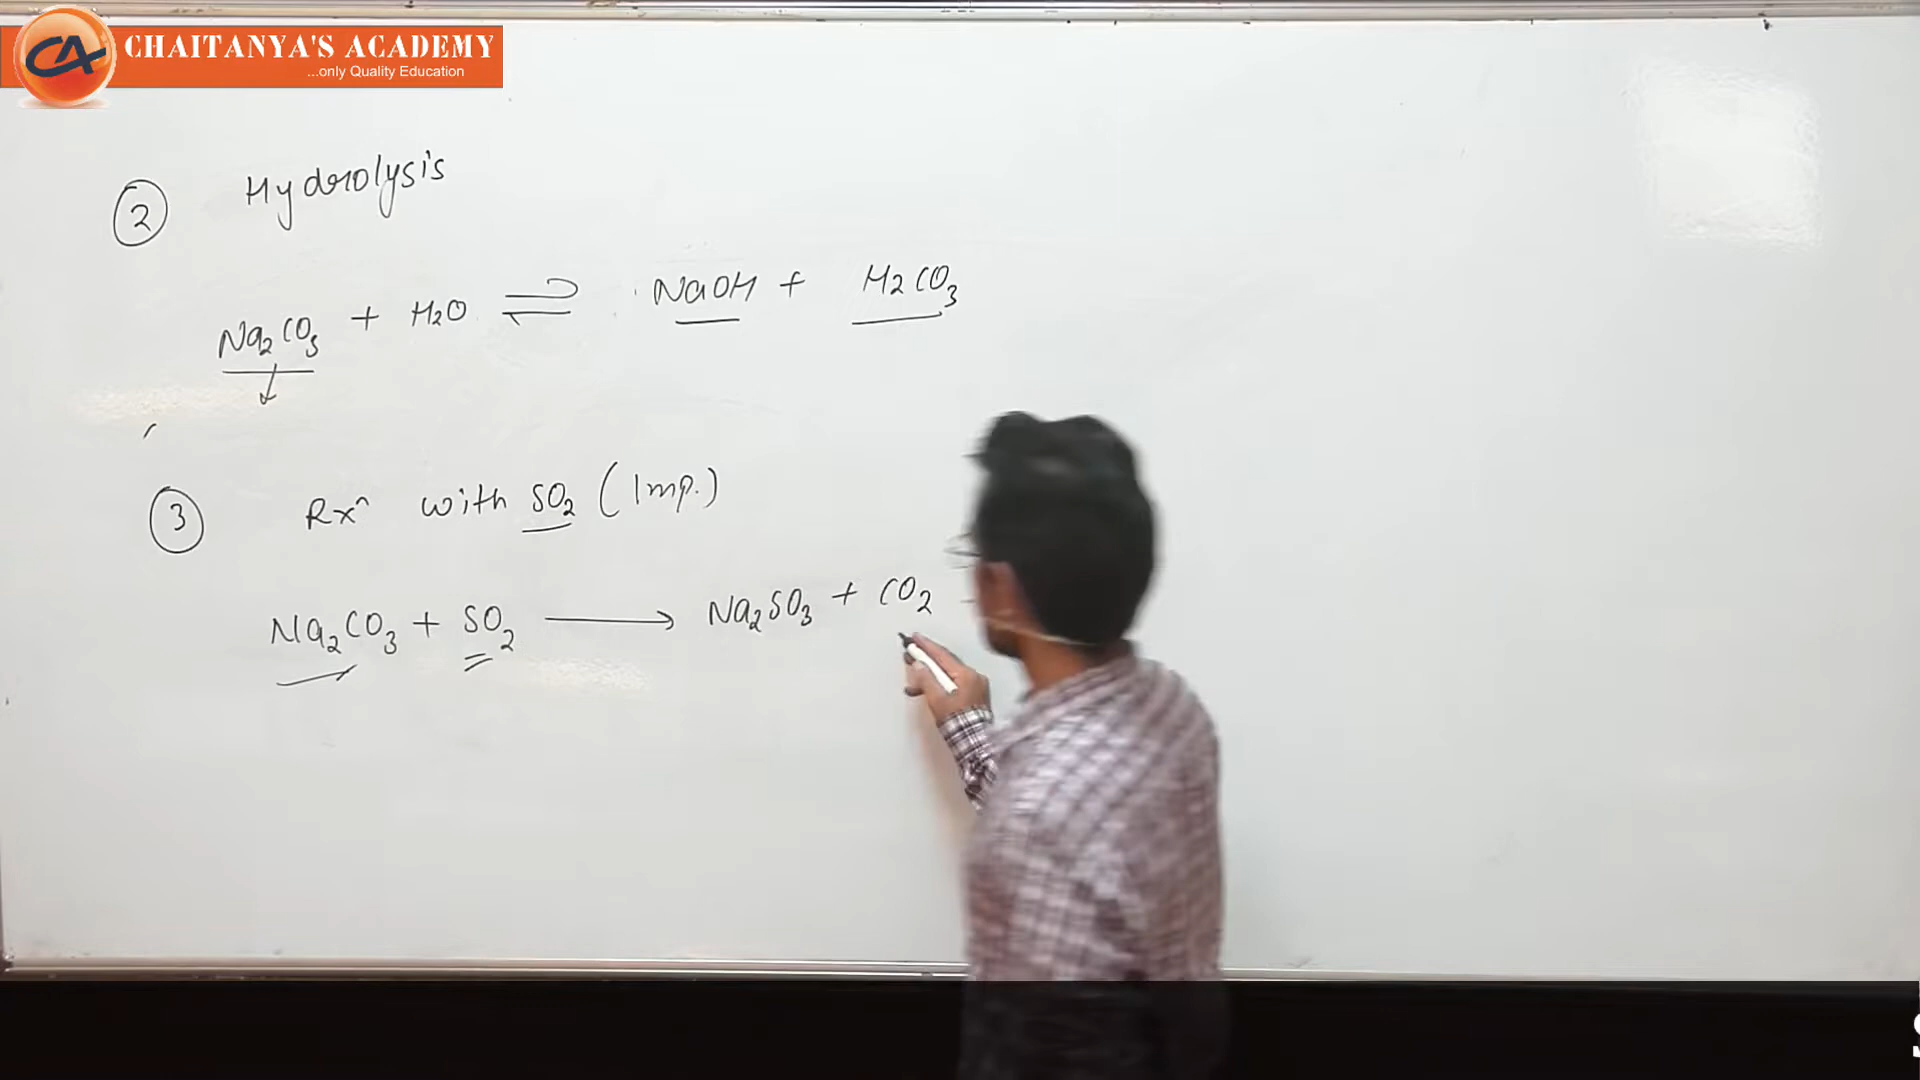 CHAITANYA'S ACADEMY
...only Quality Education
2 Hydrolysis
Na2CO3 + H2O ⇌ NaOH + H2CO3
3 Rxn with SO2 (Imp.)
Na2CO3 + SO2 → Na2SO3 + CO2